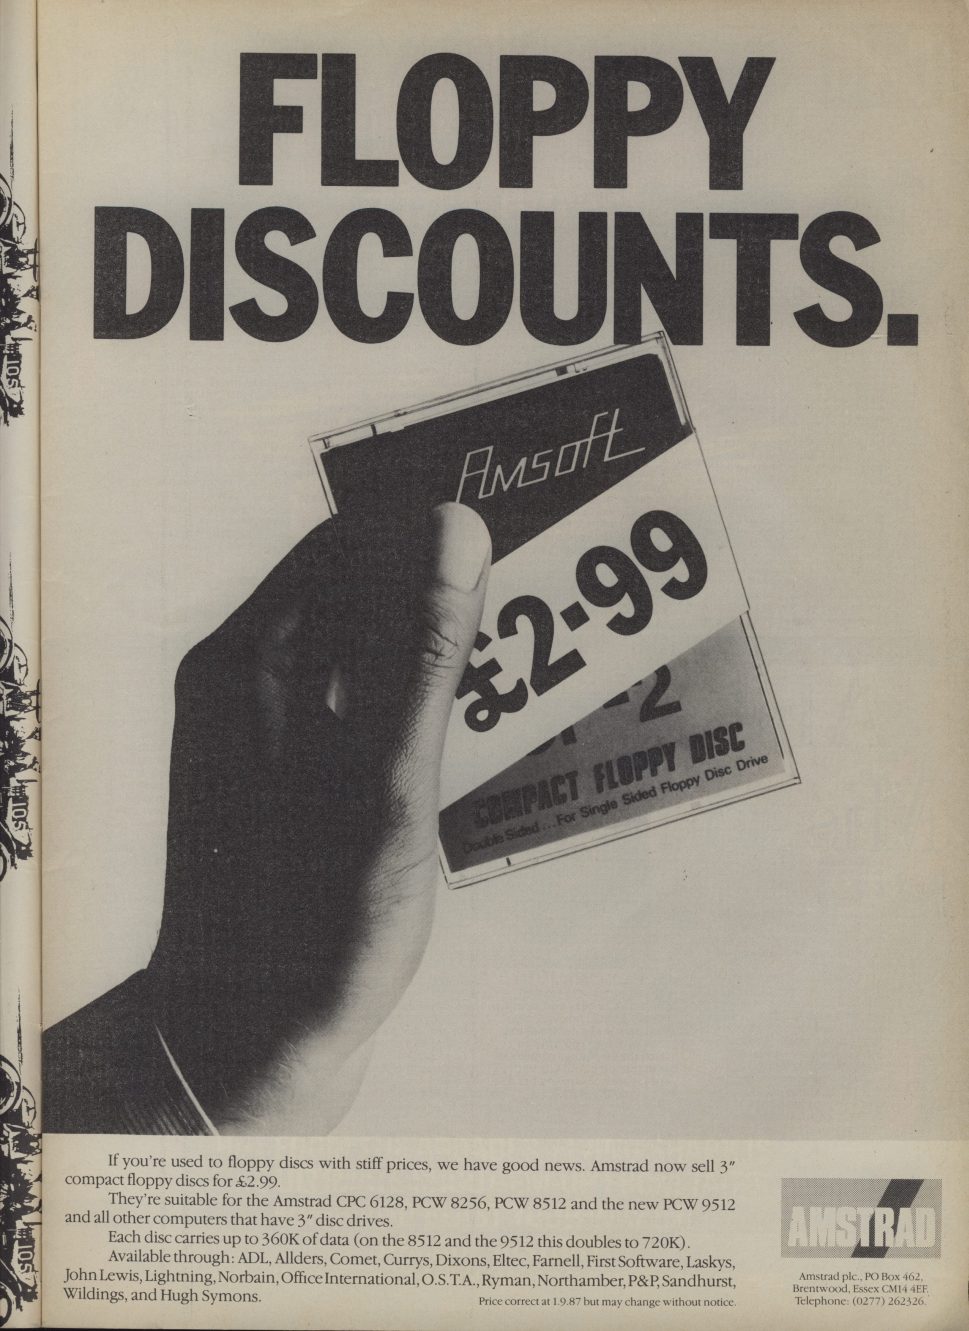 FLOPPY
DISCOUNTS.
Amsoft
£2·99
COMPACT FLOPPY DISC
Double Sided...For Single Sided Floppy Disc Drive
If you're used to floppy discs with stiff prices, we have good news. Amstrad now sell 3"
compact floppy discs for £2.99.
They're suitable for the Amstrad CPC 6128, PCW 8256, PCW 8512 and the new PCW 9512
and all other computers that have 3" disc drives.
Each disc carries up to 360K of data (on the 8512 and the 9512 this doubles to 720K).
Available through: ADL, Allders, Comet, Currys, Dixons, Eltec, Farnell, First Software, Laskys,
John Lewis, Lightning, Norbain, Office International, O.S.T.A., Ryman, Northamber, P&P, Sandhurst,
Wildings, and Hugh Symons.
Price correct at 1.9.87 but may change without notice.
AMSTRAD
Amstrad plc., PO Box 462,
Brentwood, Essex CM14 4EF.
Telephone: (0277) 262326.